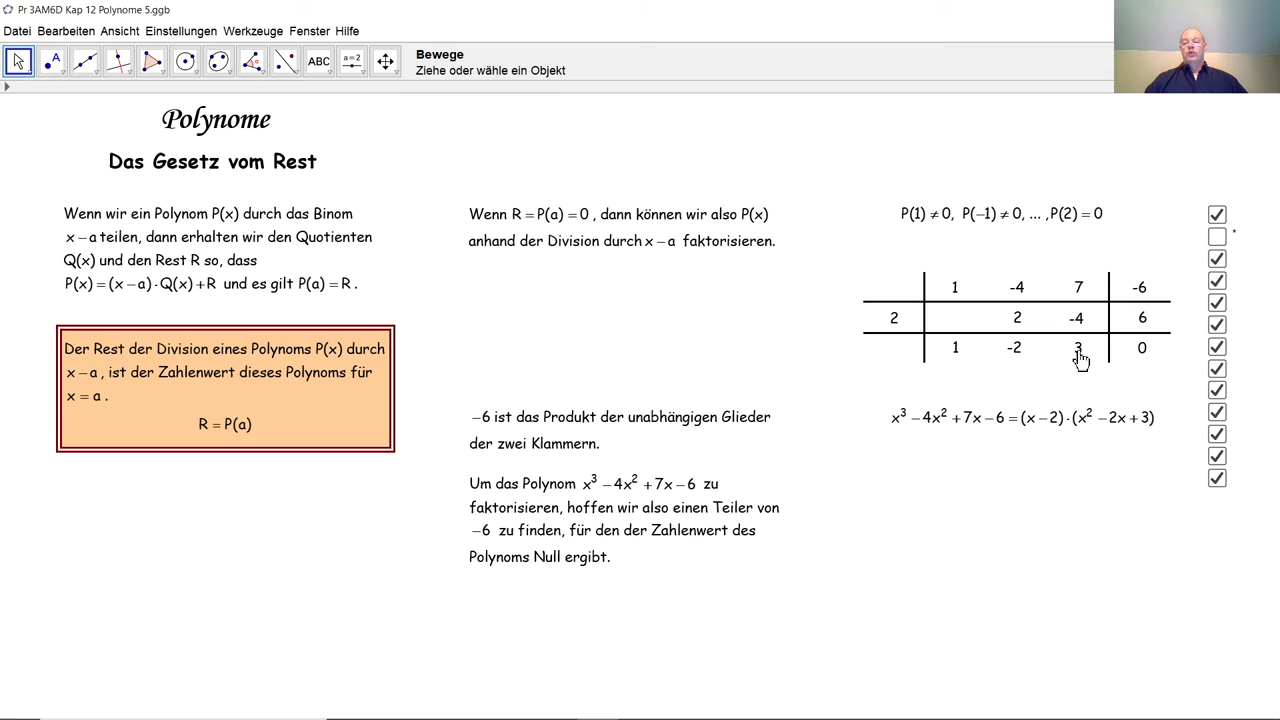 Pr 3AM6D Kap 12 Polynome 5.ggb
Datei Bearbeiten Ansicht Einstellungen Werkzeuge Fenster Hilfe
A
ABC
a=2
Bewege
Ziehe oder wähle ein Objekt
Polynome
Das Gesetz vom Rest
Wenn wir ein Polynom P(x) durch das Binom
x – a teilen, dann erhalten wir den Quotienten
Q(x) und den Rest R so, dass
P(x) = (x – a) · Q(x) + R und es gilt P(a) = R .
Der Rest der Division eines Polynoms P(x) durch
x – a , ist der Zahlenwert dieses Polynoms für
x = a .
R = P(a)
Wenn R = P(a) = 0 , dann können wir also P(x)
anhand der Division durch x – a faktorisieren.
–6 ist das Produkt der unabhängigen Glieder
der zwei Klammern.
Um das Polynom x³ – 4x² + 7x – 6 zu
faktorisieren, hoffen wir also einen Teiler von
–6 zu finden, für den der Zahlenwert des
Polynoms Null ergibt.
P(1) ≠ 0, P(–1) ≠ 0, ... , P(2) = 0
1 -4 7 -6
2 2 -4 6
1 -2 3 0
x³ – 4x² + 7x – 6 = (x – 2) · (x² – 2x + 3)
*